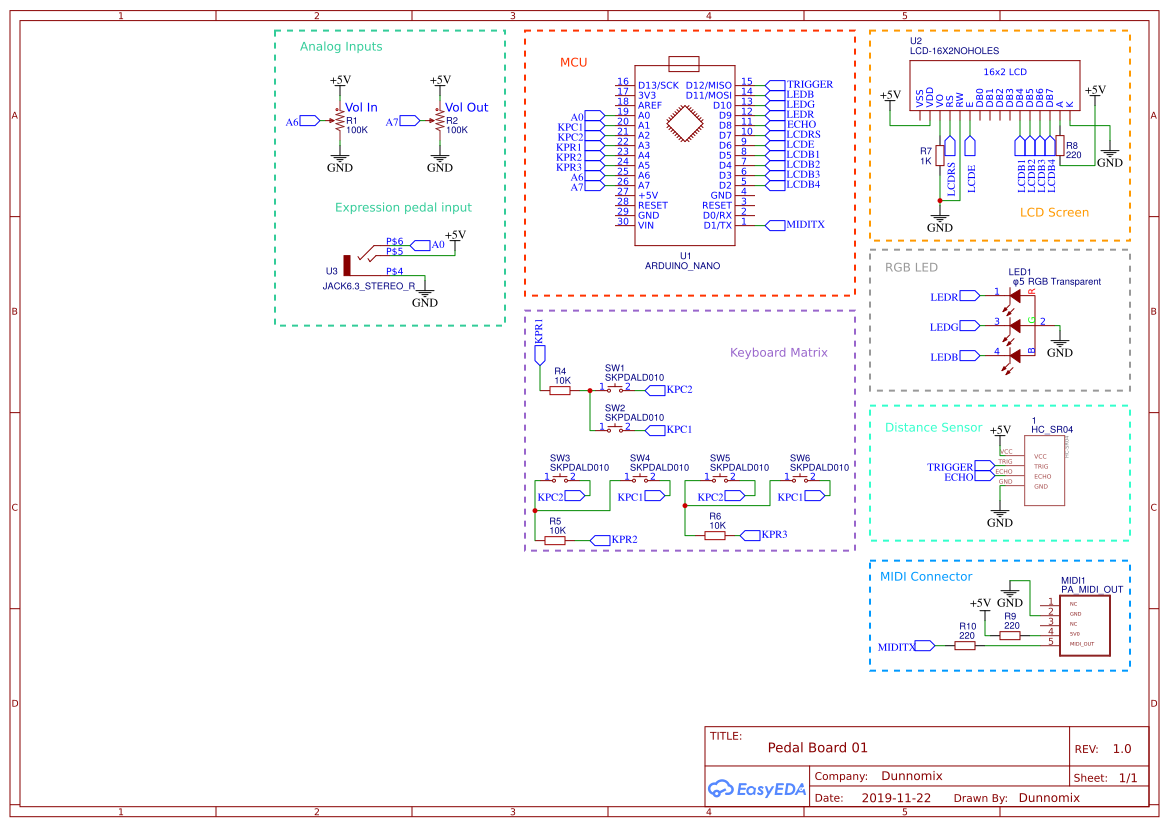 1 2 3 4 5
A
B
C
D
Analog Inputs
+5V
Vol In
A6
R1
100K
GND
+5V
Vol Out
A7
R2
100K
GND
Expression pedal input
P$6
A0
+5V
P$5
U3
P$4
JACK6.3_STEREO_R
GND
MCU
16 D13/SCK D12/MISO 15 TRIGGER
17 3V3 D11/MOSI 14 LEDB
18 AREF D10 13 LEDG
A0 19 A0 D9 12 LEDR
KPC1 20 A1 D8 11 ECHO
KPC2 21 A2 D7 10 LCDRS
KPR1 22 A3 D6 9 LCDE
KPR2 23 A4 D5 8 LCDB1
KPR3 24 A5 D4 7 LCDB2
A6 25 A6 D3 6 LCDB3
A7 26 A7 D2 5 LCDB4
27 +5V GND 4
28 RESET RESET 3
29 GND D0/RX 2
30 VIN D1/TX 1 MIDITX
U1
ARDUINO_NANO
Keyboard Matrix
KPR1
R4
10K
SW1
SKPDALD010
1 2 KPC2
SW2
SKPDALD010
1 2 KPC1
SW3
SKPDALD010
1 2
KPC2
SW4
SKPDALD010
1 2
KPC1
R5
10K
KPR2
SW5
SKPDALD010
1 2
KPC2
SW6
SKPDALD010
1 2
KPC1
R6
10K
KPR3
U2
LCD-16X2NOHOLES
16x2 LCD
VSS VDD VO RS RW E DB0 DB1 DB2 DB3 DB4 DB5 DB6 DB7 A K
+5V
+5V
R7
1K
LCDRS
LCDE
LCDB1
LCDB2
LCDB3
LCDB4
R8
220
GND
GND
LCD Screen
RGB LED
LED1
φ5 RGB Transparent
LEDR 1 R
LEDG 3 G 2
LEDB 4 B
GND
Distance Sensor
+5V
1
HC_SR04
HC-SR04
VCC VCC
TRIGGER TRIG TRIG
ECHO ECHO ECHO
GND GND
GND
MIDI Connector
MIDI1
PA_MIDI_OUT
GND
+5V
R9
220
R10
220
MIDITX
1 NC
2 GND
3 NC
4 5V0
5 MIDI_OUT
A
B
C
D
TITLE:
Pedal Board 01
REV: 1.0
EasyEDA
Company: Dunnomix
Sheet: 1/1
Date: 2019-11-22 Drawn By: Dunnomix
1 2 3 4 5